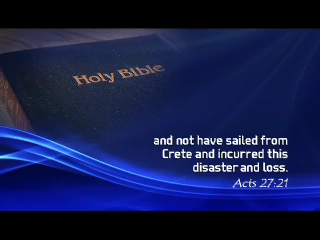 Holy Bible
and not have sailed from
Crete and incurred this
disaster and loss.
Acts 27:21